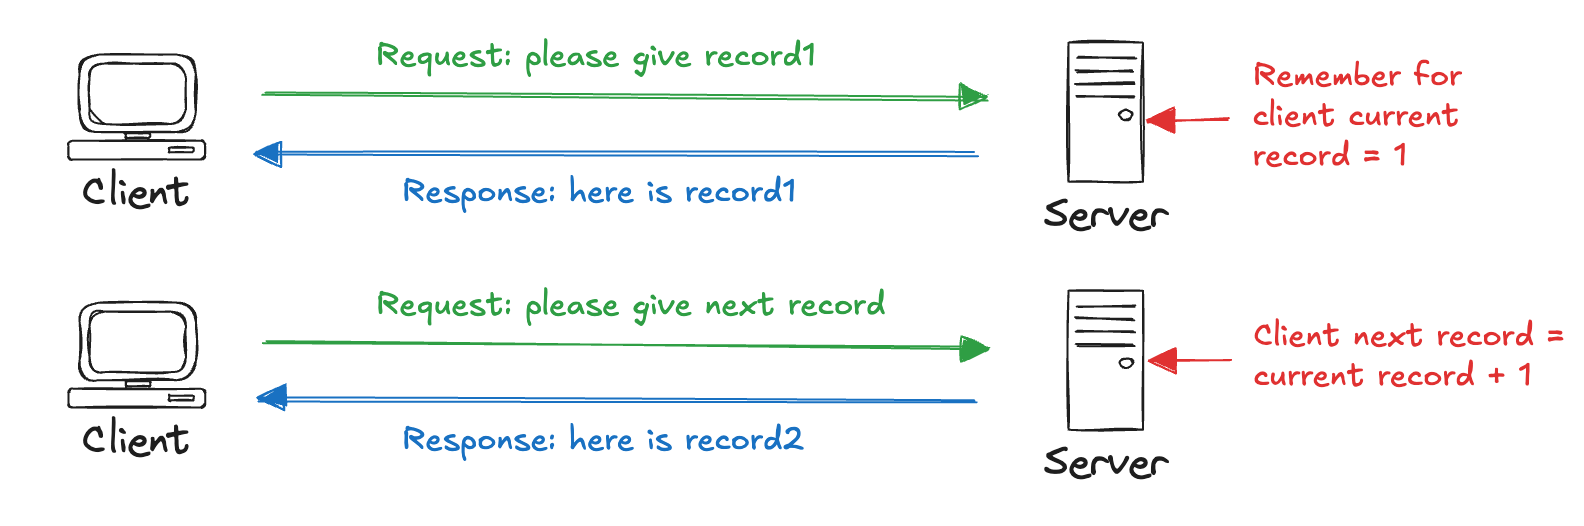 Request: please give record1
Response: here is record1
Client
Server
Remember for
client current
record = 1
Request: please give next record
Response: here is record2
Client
Server
Client next record =
current record + 1